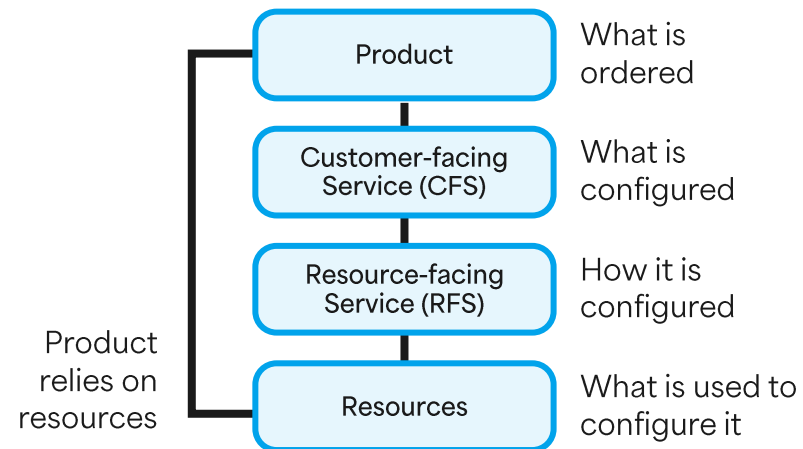 Product
What is
ordered
Customer-facing
Service (CFS)
What is
configured
Resource-facing
Service (RFS)
How it is
configured
Product
relies on
resources
Resources
What is used to
configure it